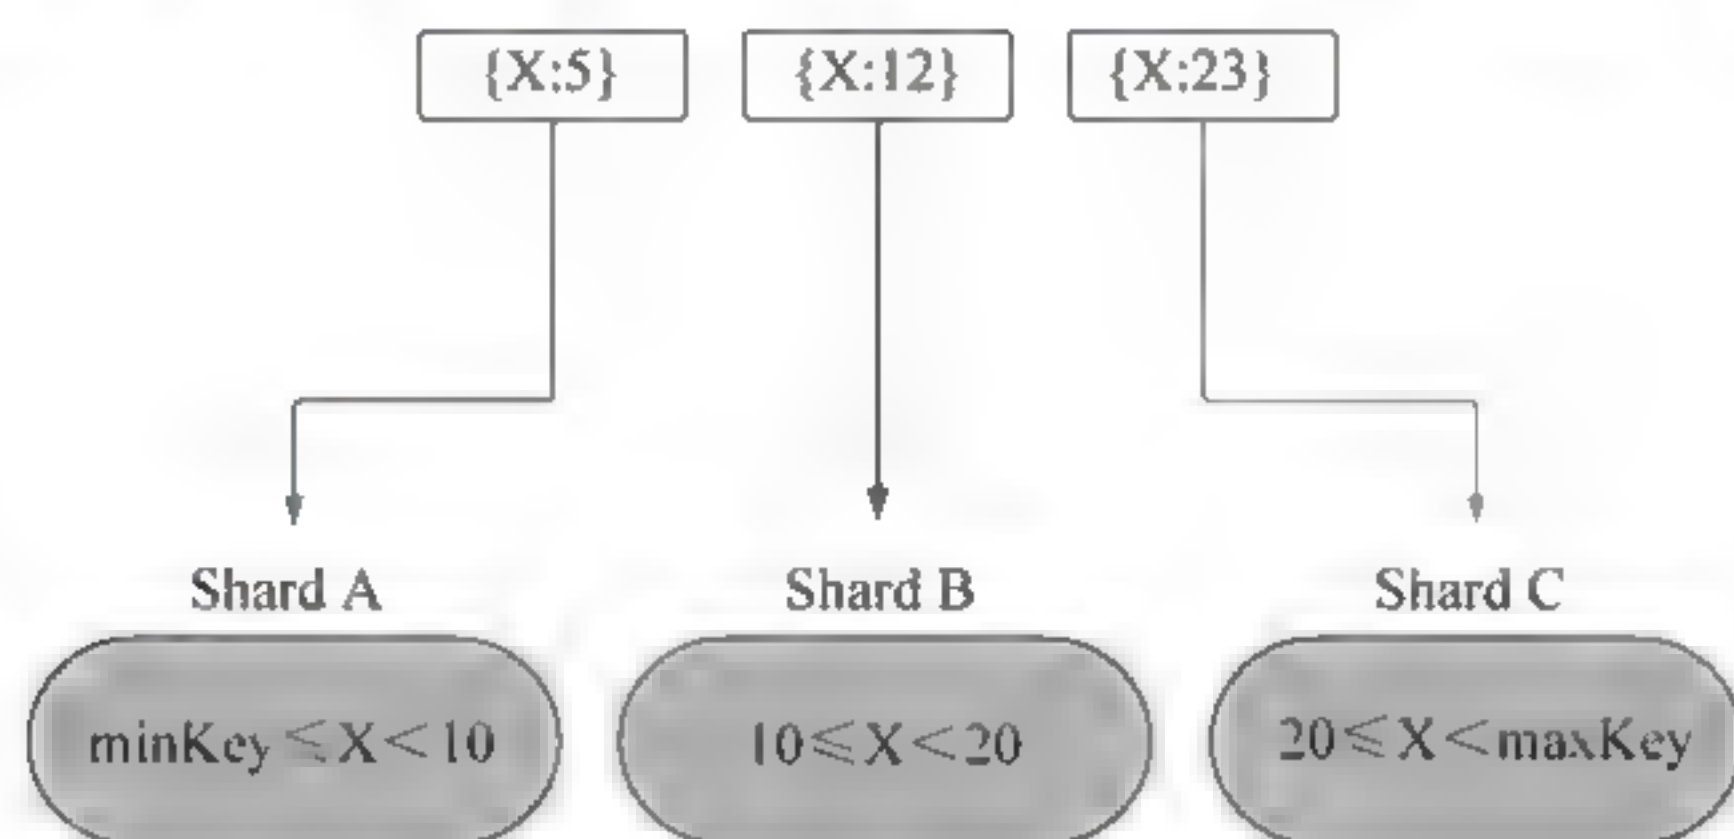 {X:5}
{X:12}
{X:23}
Shard A
Shard B
Shard C
minKey≤X<10
10≤X<20
20≤X<maxKey